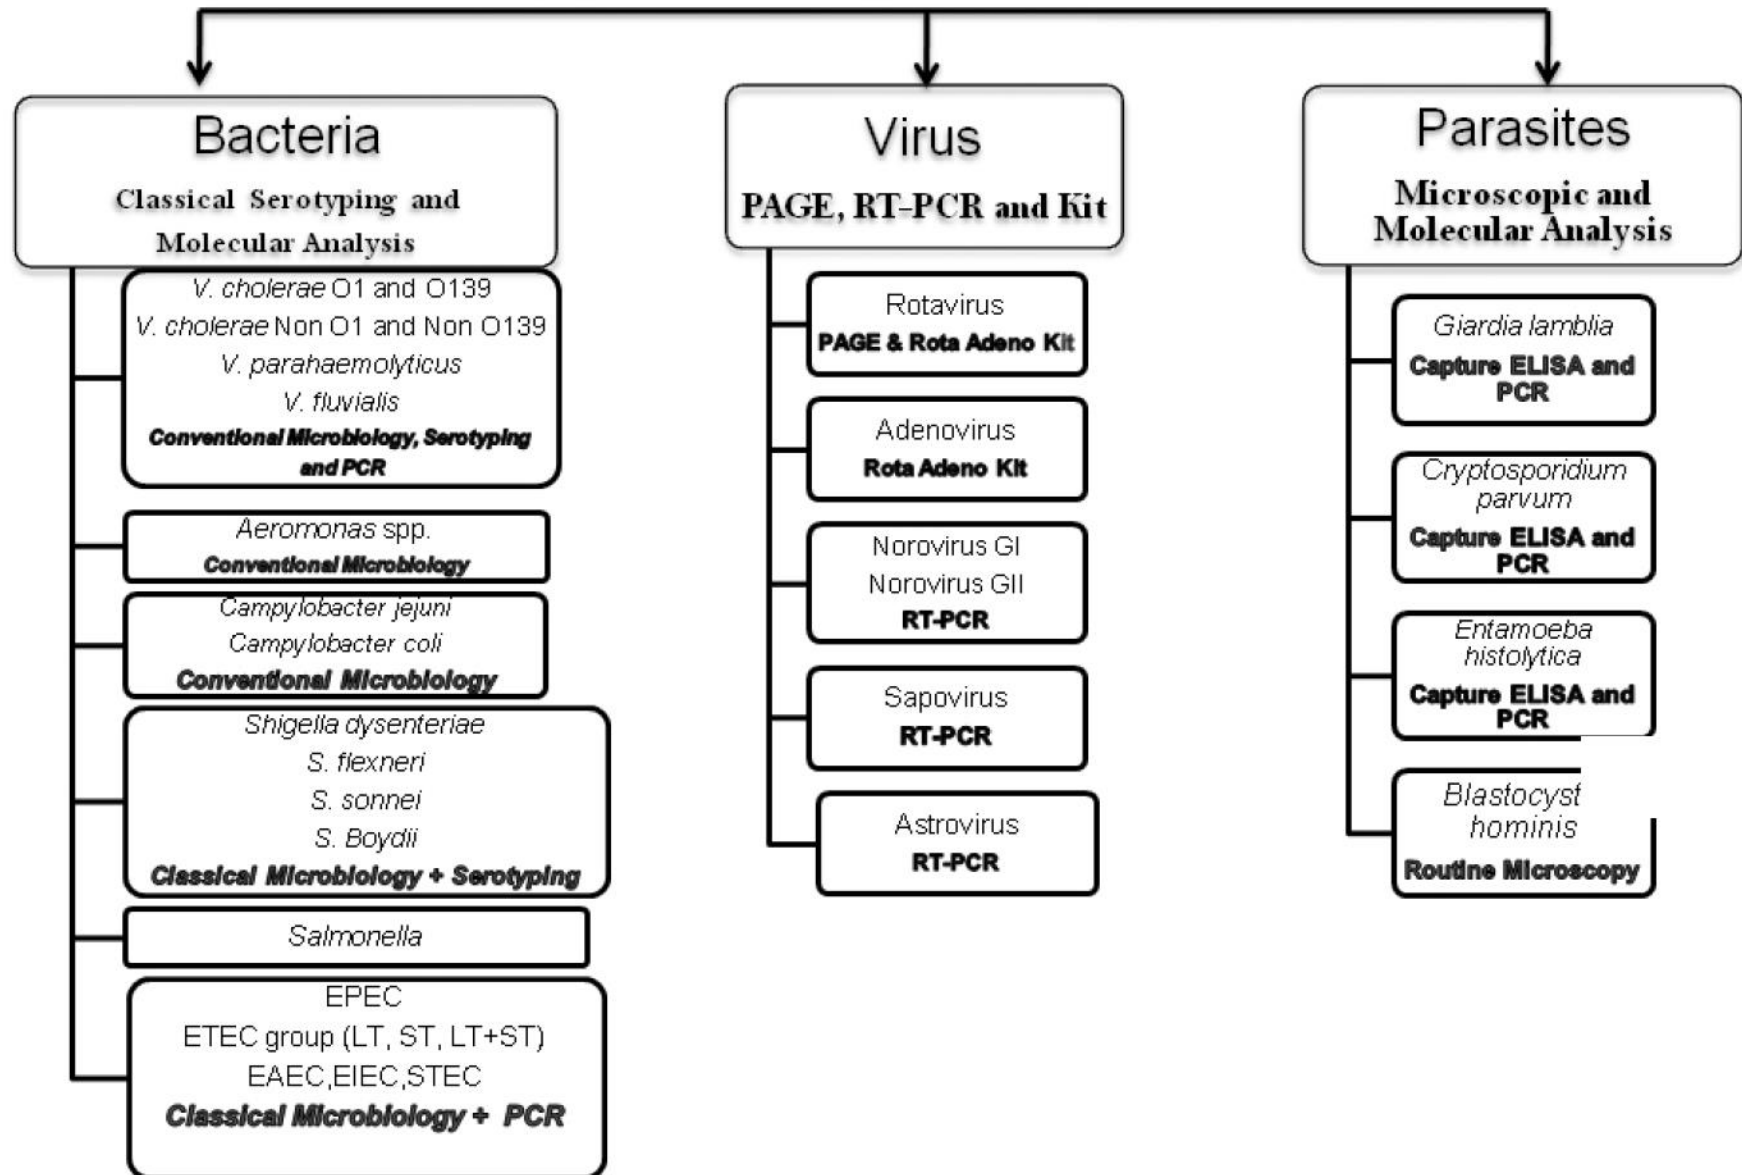 Bacteria
Classical Serotyping and
Molecular Analysis
V. cholerae O1 and O139
V. cholerae Non O1 and Non O139
V. parahaemolyticus
V. fluvialis
Conventional Microbiology, Serotyping
and PCR
Aeromonas spp.
Conventional Microbiology
Campylobacter jejuni
Campylobacter coli
Conventional Microbiology
Shigella dysenteriae
S. flexneri
S. sonnei
S. Boydii
Classical Microbiology + Serotyping
Salmonella
EPEC
ETEC group (LT, ST, LT+ST)
EAEC,EIEC,STEC
Classical Microbiology + PCR
Virus
PAGE, RT-PCR and Kit
Rotavirus
PAGE & Rota Adeno Kit
Adenovirus
Rota Adeno Kit
Norovirus GI
Norovirus GII
RT-PCR
Sapovirus
RT-PCR
Astrovirus
RT-PCR
Parasites
Microscopic and
Molecular Analysis
Giardia lamblia
Capture ELISA and
PCR
Cryptosporidium
parvum
Capture ELISA and
PCR
Entamoeba
histolytica
Capture ELISA and
PCR
Blastocyst
hominis
Routine Microscopy